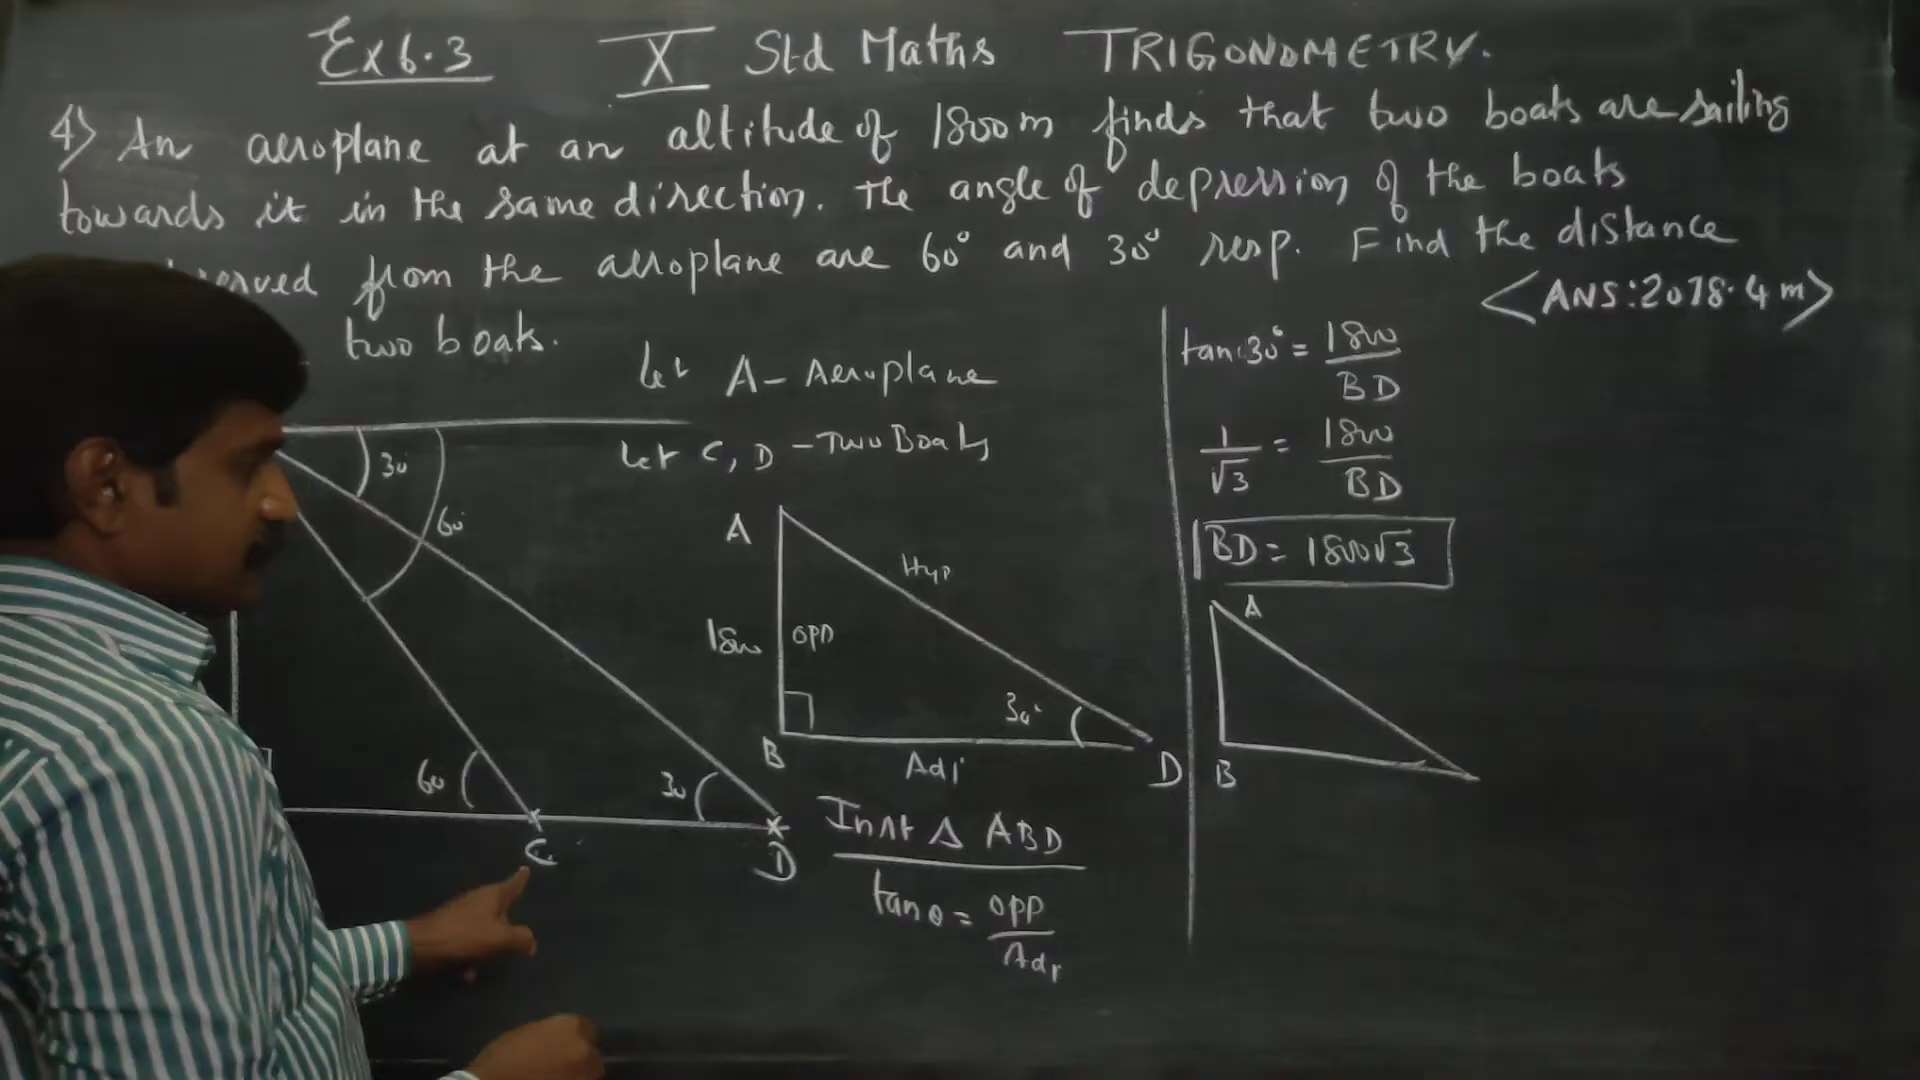 Ex 6.3 X Std Maths TRIGONOMETRY.
4) An aeroplane at an altitude of 1800 m finds that two boats are sailing
towards it in the same direction. The angle of depression of the boats
from the aeroplane are 60° and 30° resp. Find the distance
<ANS:2078.4 m>
two boats.
Let A - Aeroplane
Let C, D - Two Boats
30
60°
60
30
C
D
A
Hyp
1800
opp
30°
B
Adj
D
In rt Δ ABD
tan θ = opp/Adj
tan 30° = 1800/BD
1/√3 = 1800/BD
BD = 1800√3
A
B